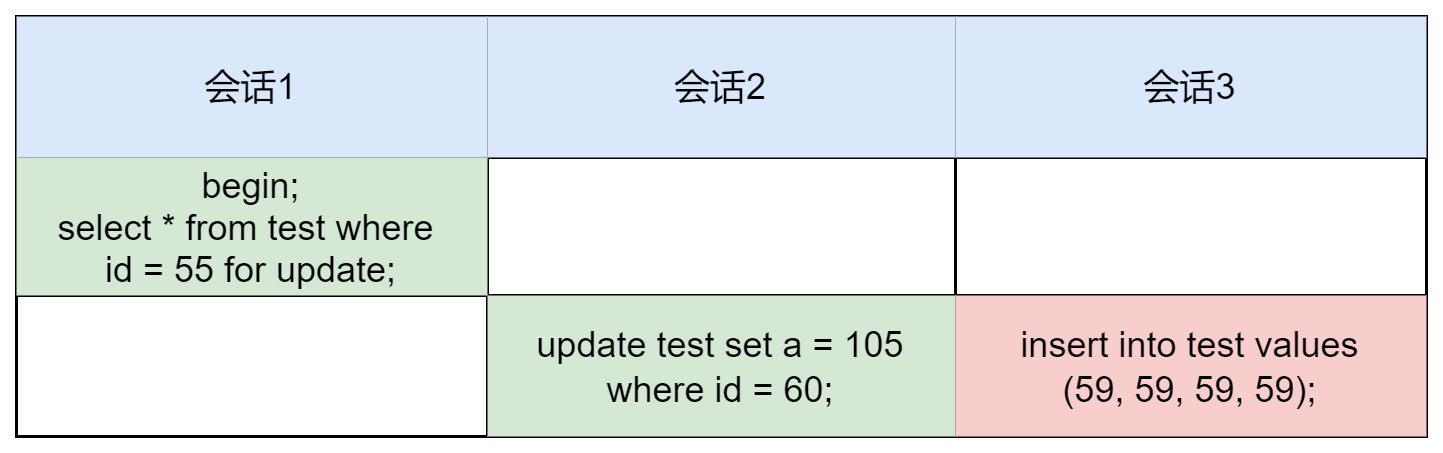 会话1
会话2
会话3
begin;
select * from test where
id = 55 for update;
update test set a = 105
where id = 60;
insert into test values
(59, 59, 59, 59);